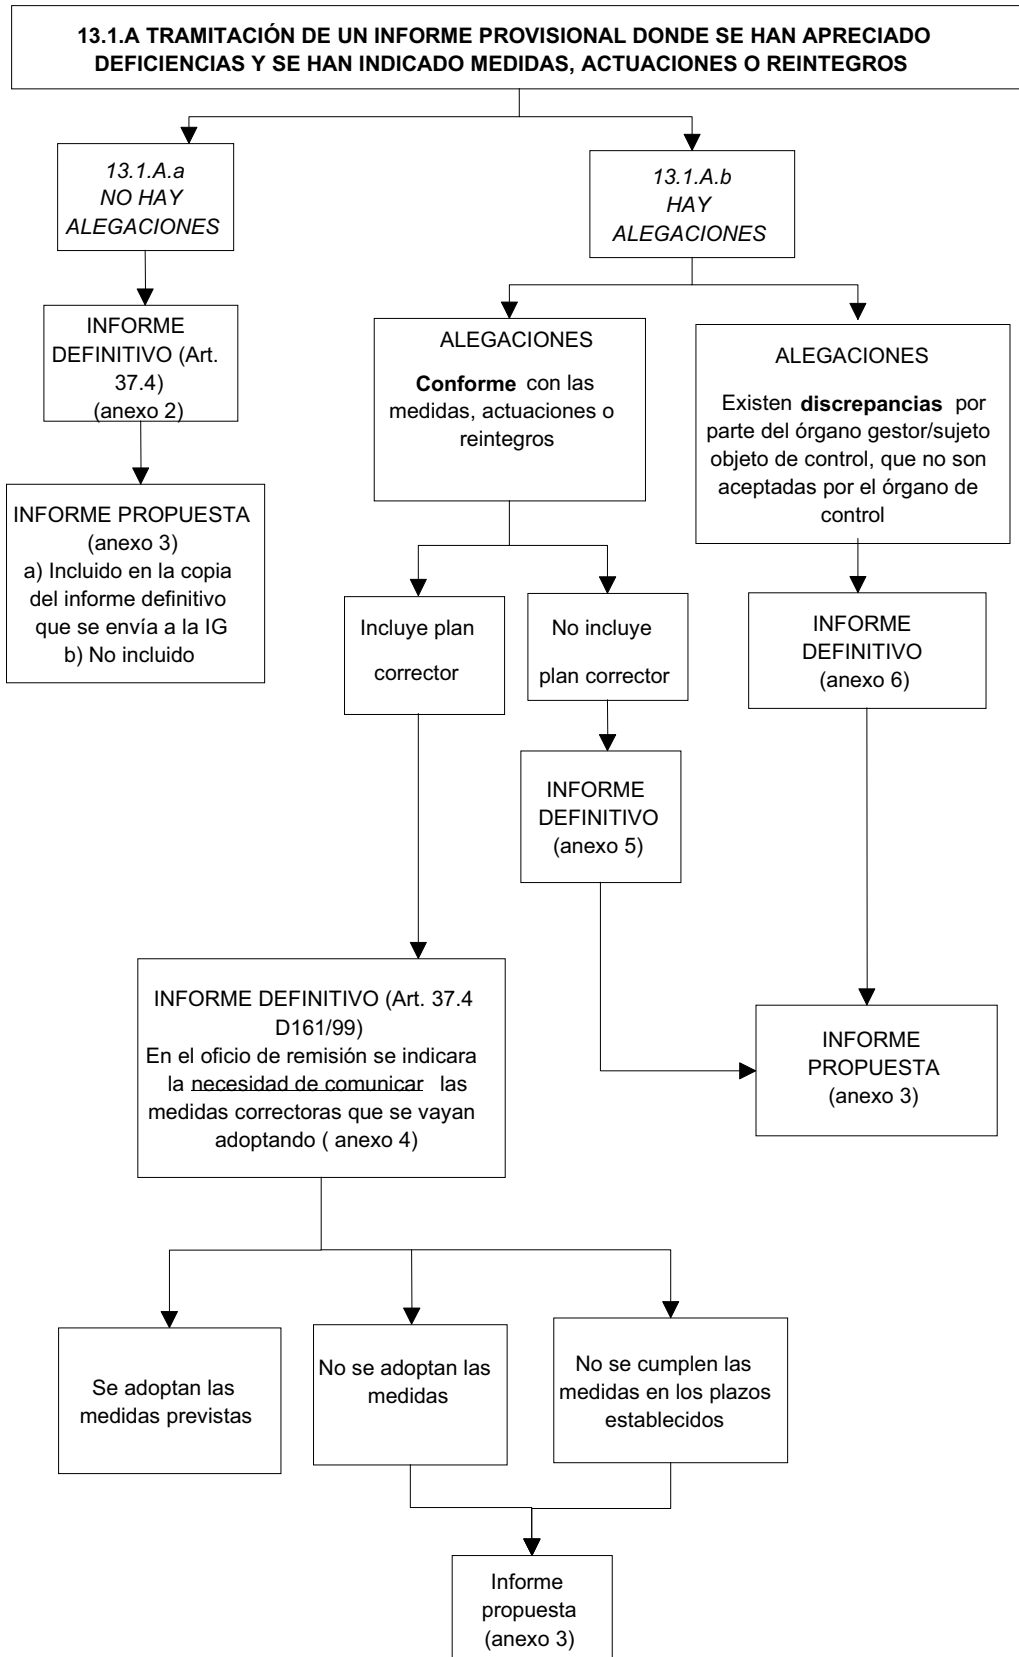 13.1.A TRAMITACIÓN DE UN INFORME PROVISIONAL DONDE SE HAN APRECIADO
DEFICIENCIAS Y SE HAN INDICADO MEDIDAS, ACTUACIONES O REINTEGROS
13.1.A.a
NO HAY
ALEGACIONES
13.1.A.b
HAY
ALEGACIONES
INFORME
DEFINITIVO (Art.
37.4)
(anexo 2)
ALEGACIONES
Conforme con las
medidas, actuaciones o
reintegros
ALEGACIONES
Existen discrepancias por
parte del órgano gestor/sujeto
objeto de control, que no son
aceptadas por el órgano de
control
INFORME PROPUESTA
(anexo 3)
a) Incluido en la copia
del informe definitivo
que se envía a la IG
b) No incluido
Incluye plan
corrector
No incluye
plan corrector
INFORME
DEFINITIVO
(anexo 6)
INFORME
DEFINITIVO
(anexo 5)
INFORME DEFINITIVO (Art. 37.4
D161/99)
En el oficio de remisión se indicara
la necesidad de comunicar las
medidas correctoras que se vayan
adoptando ( anexo 4)
INFORME
PROPUESTA
(anexo 3)
Se adoptan las
medidas previstas
No se adoptan las
medidas
No se cumplen las
medidas en los plazos
establecidos
Informe
propuesta
(anexo 3)